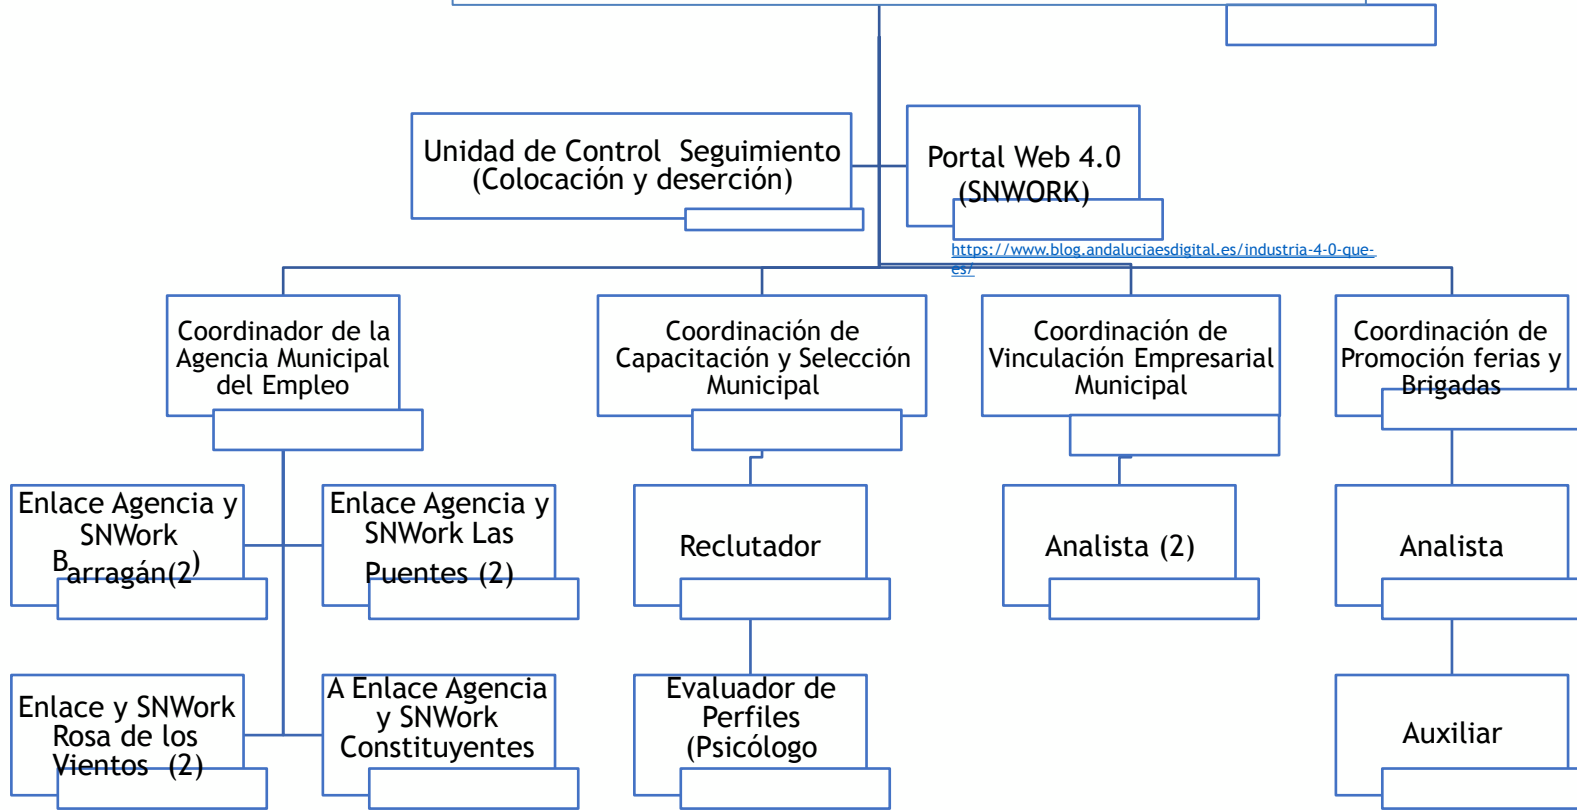 Unidad de Control  Seguimiento
(Colocación y deserción)
Portal Web 4.0
(SNWORK)
https://www.blog.andaluciaesdigital.es/industria-4-0-que-
es/
Coordinador de la
Agencia Municipal
del Empleo
Coordinación de
Capacitación y Selección
Municipal
Coordinación de
Vinculación Empresarial
Municipal
Coordinación de
Promoción ferias y
Brigadas
Enlace Agencia y
SNWork
Barragán(2)
Enlace Agencia y
SNWork Las
Puentes (2)
Reclutador
Analista (2)
Analista
Enlace y SNWork
Rosa de los
Vientos  (2)
A Enlace Agencia
y SNWork
Constituyentes
Evaluador de
Perfiles
(Psicólogo
Auxiliar